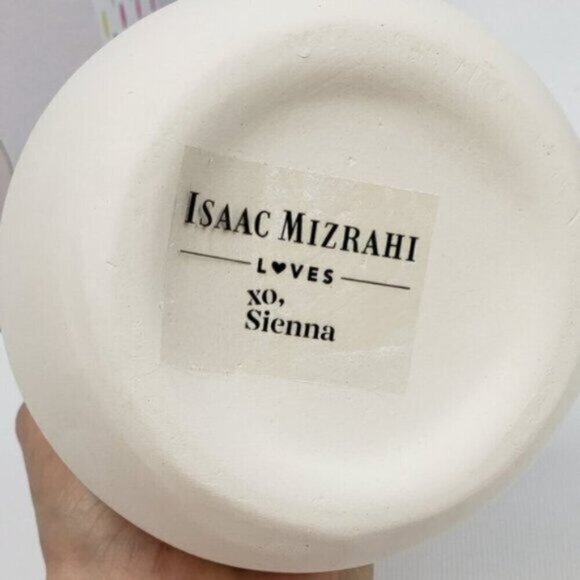 ISAAC MIZRAHI
L♥VES
xo,
Sienna